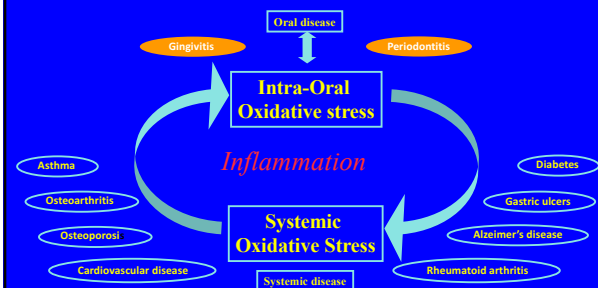 Oral disease
Gingivitis
Periodontitis
Intra-Oral
Oxidative stress
Inflammation
Asthma
Diabetes
Osteoarthritis
Gastric ulcers
Systemic
Oxidative Stress
Osteoporosi
Alzeimer's disease
Cardiovascular disease
Rheumatoid arthritis
Systemic disease